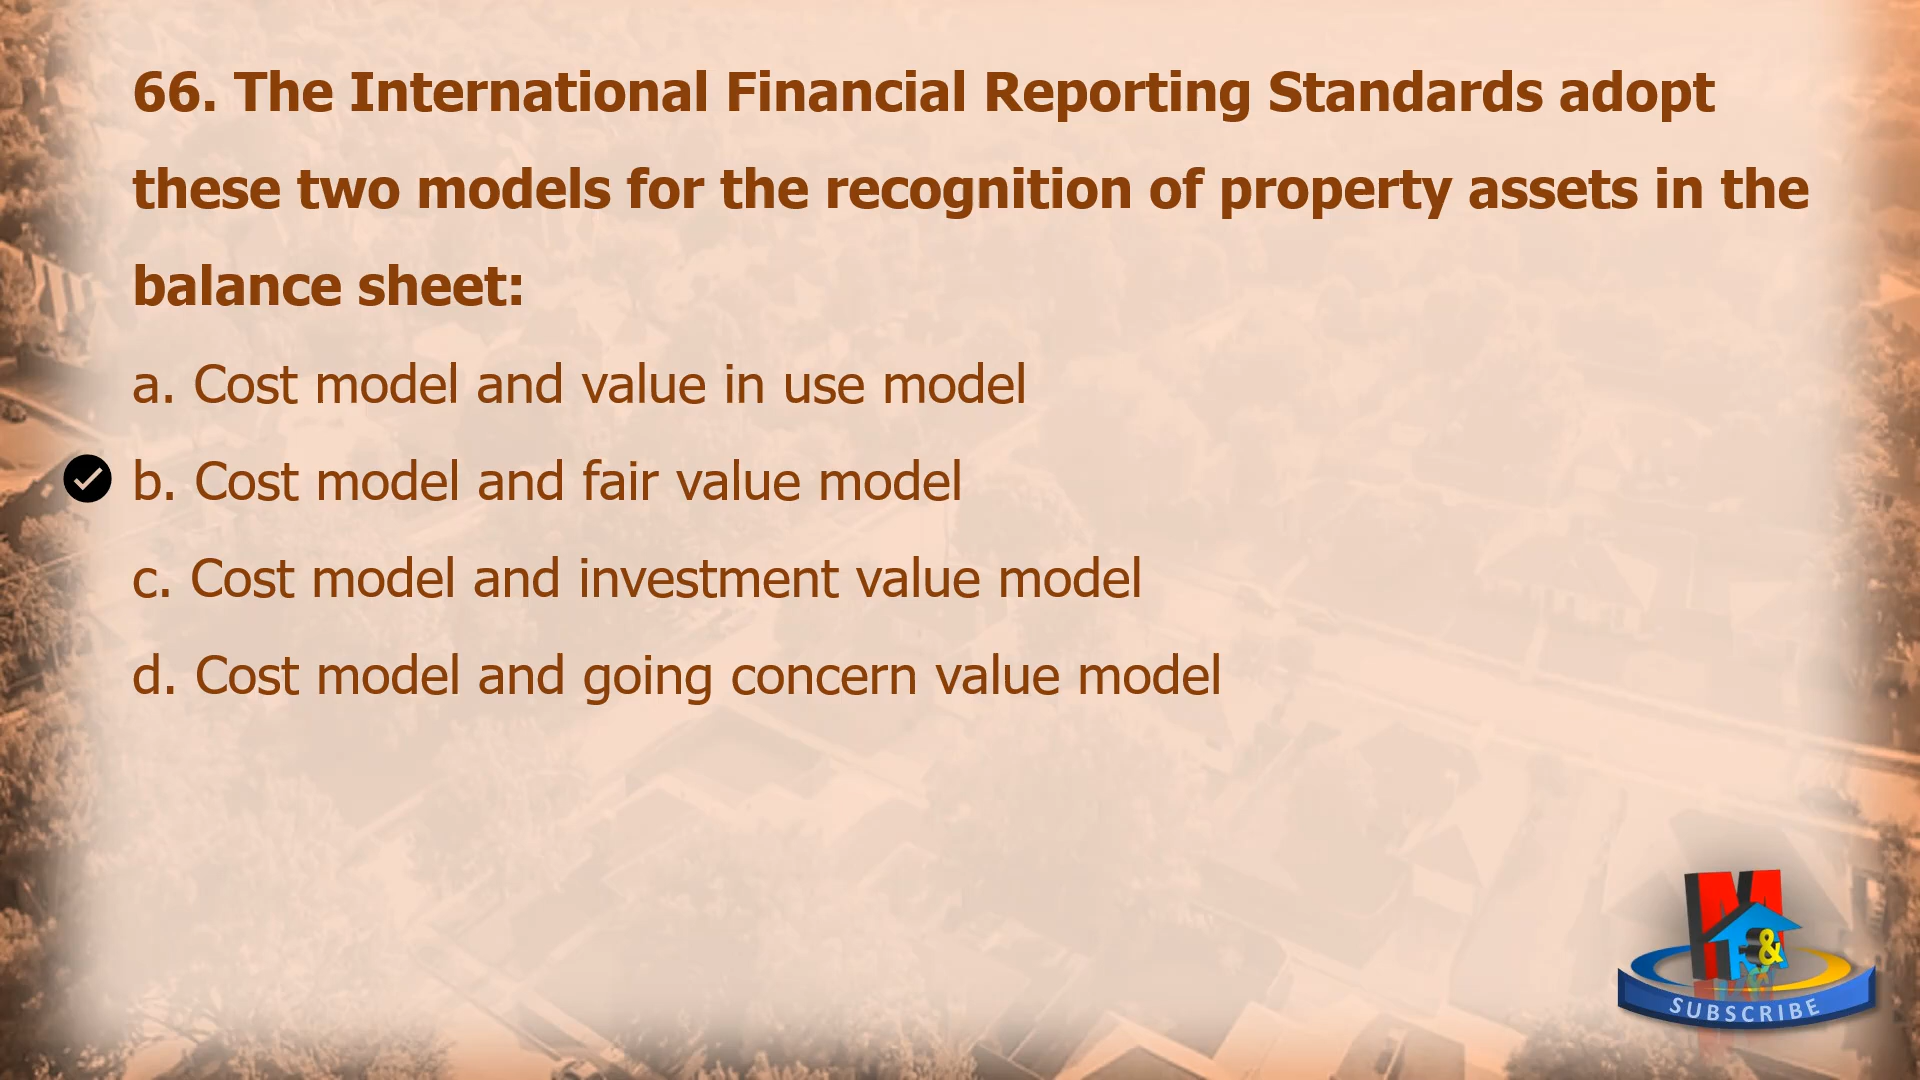 66. The International Financial Reporting Standards adopt
these two models for the recognition of property assets in the
balance sheet:
a. Cost model and value in use model
b. Cost model and fair value model
c. Cost model and investment value model
d. Cost model and going concern value model
M
&
SUBSCRIBE